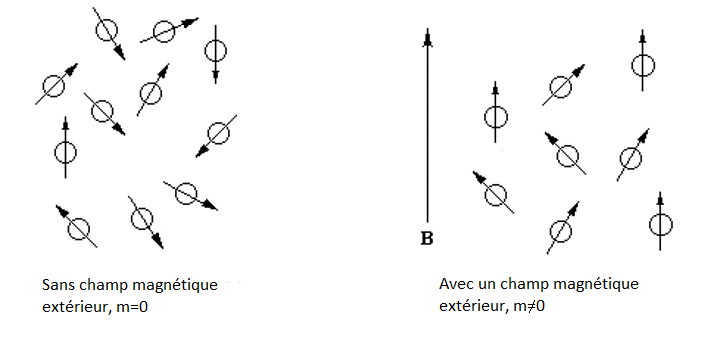 B
Sans champ magnétique
extérieur, m=0
Avec un champ magnétique
extérieur, m≠0